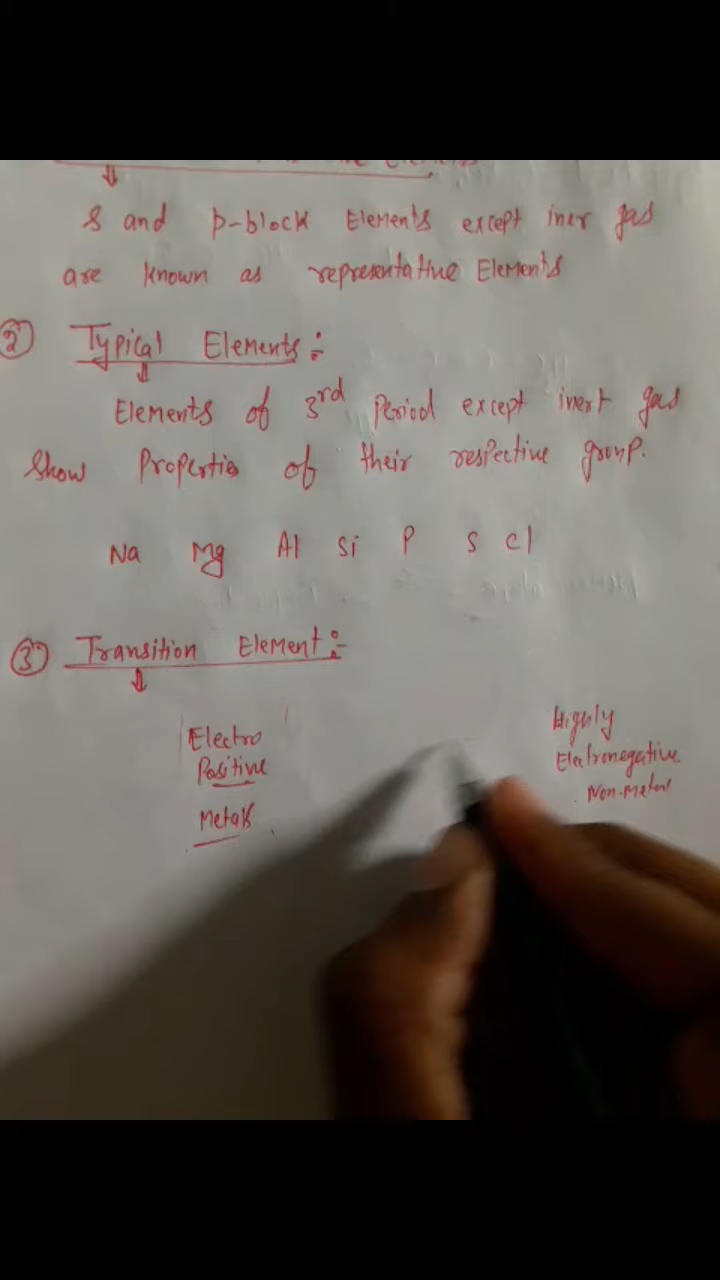 S and p-block Elements except iner gas
are known as representative Elements
② Typical Elements:
Elements of 3rd Period except inert gas
Show Properties of their respective group.
Na Mg Al Si P S Cl
③ Transition Element:-
Electro
Positive
Metals
Highly
Eletronegative
Non-Metal